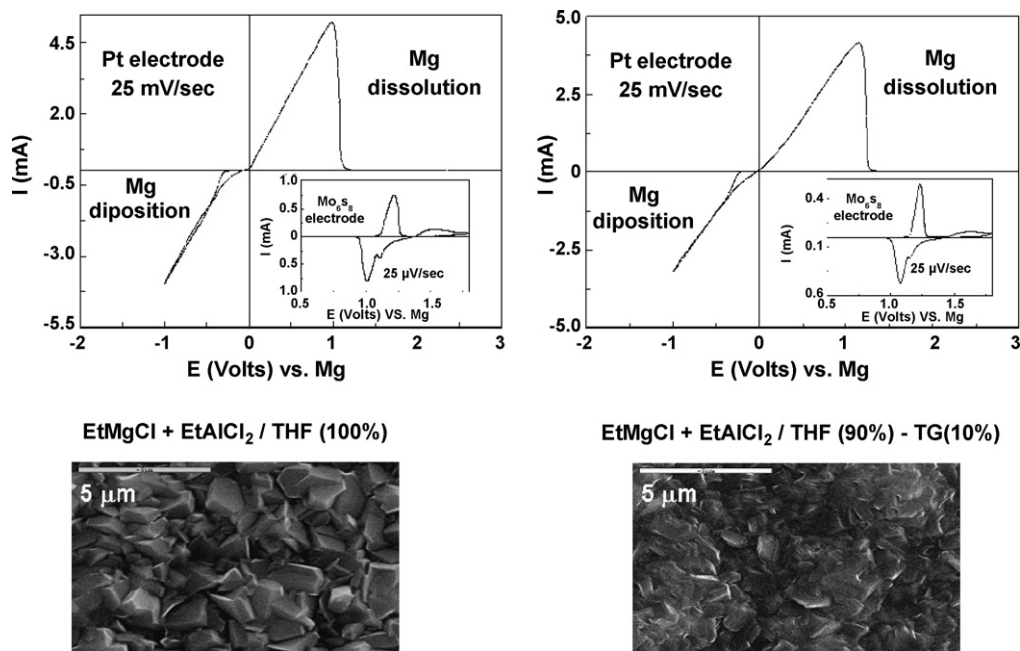 4.5
2.0
-0.5
-3.0
-5.5
I (mA)
Pt electrode
25 mV/sec
Mg
dissolution
Mg
diposition
1.0
0.5
0
0.5
1.0
I (mA)
Mo6s8
electrode
25 µV/sec
0.5 1.0 1.5
E (Volts) VS. Mg
-2 -1 0 1 2 3
E (Volts) vs. Mg
5.0
2.5
0
-2.5
-5.0
I (mA)
Pt electrode
25 mV/sec
Mg
dissolution
Mg
diposition
0.4
0.1
0.6
I (mA)
Mo6s8
electrode
25 µV/sec
0.5 1.0 1.5
E (Volts) VS. Mg
-2 -1 0 1 2 3
E (Volts) vs. Mg
EtMgCl + EtAlCl2 / THF (100%)
5 µm
EtMgCl + EtAlCl2 / THF (90%) - TG(10%)
5 µm